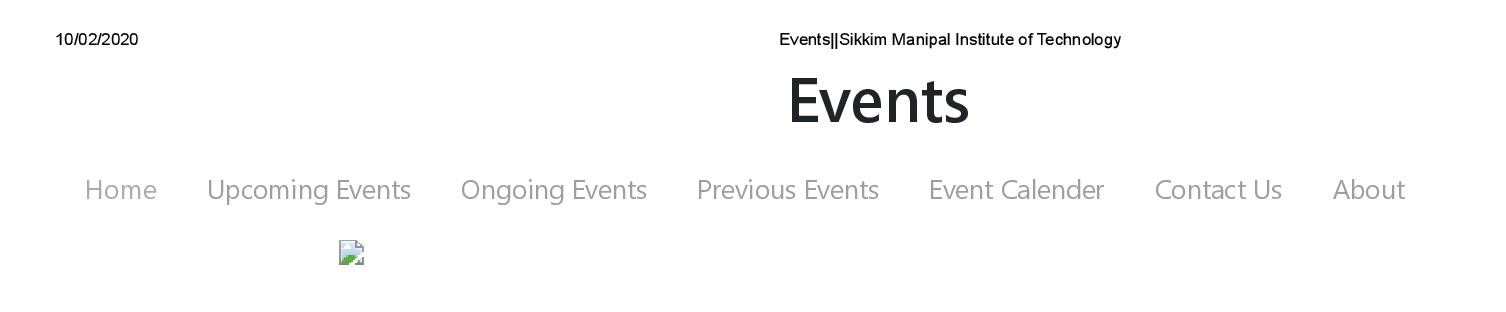 10/02/2020 Events||Sikkim Manipal Institute of Technology
Events
Home Upcoming Events Ongoing Events Previous Events Event Calender Contact Us About